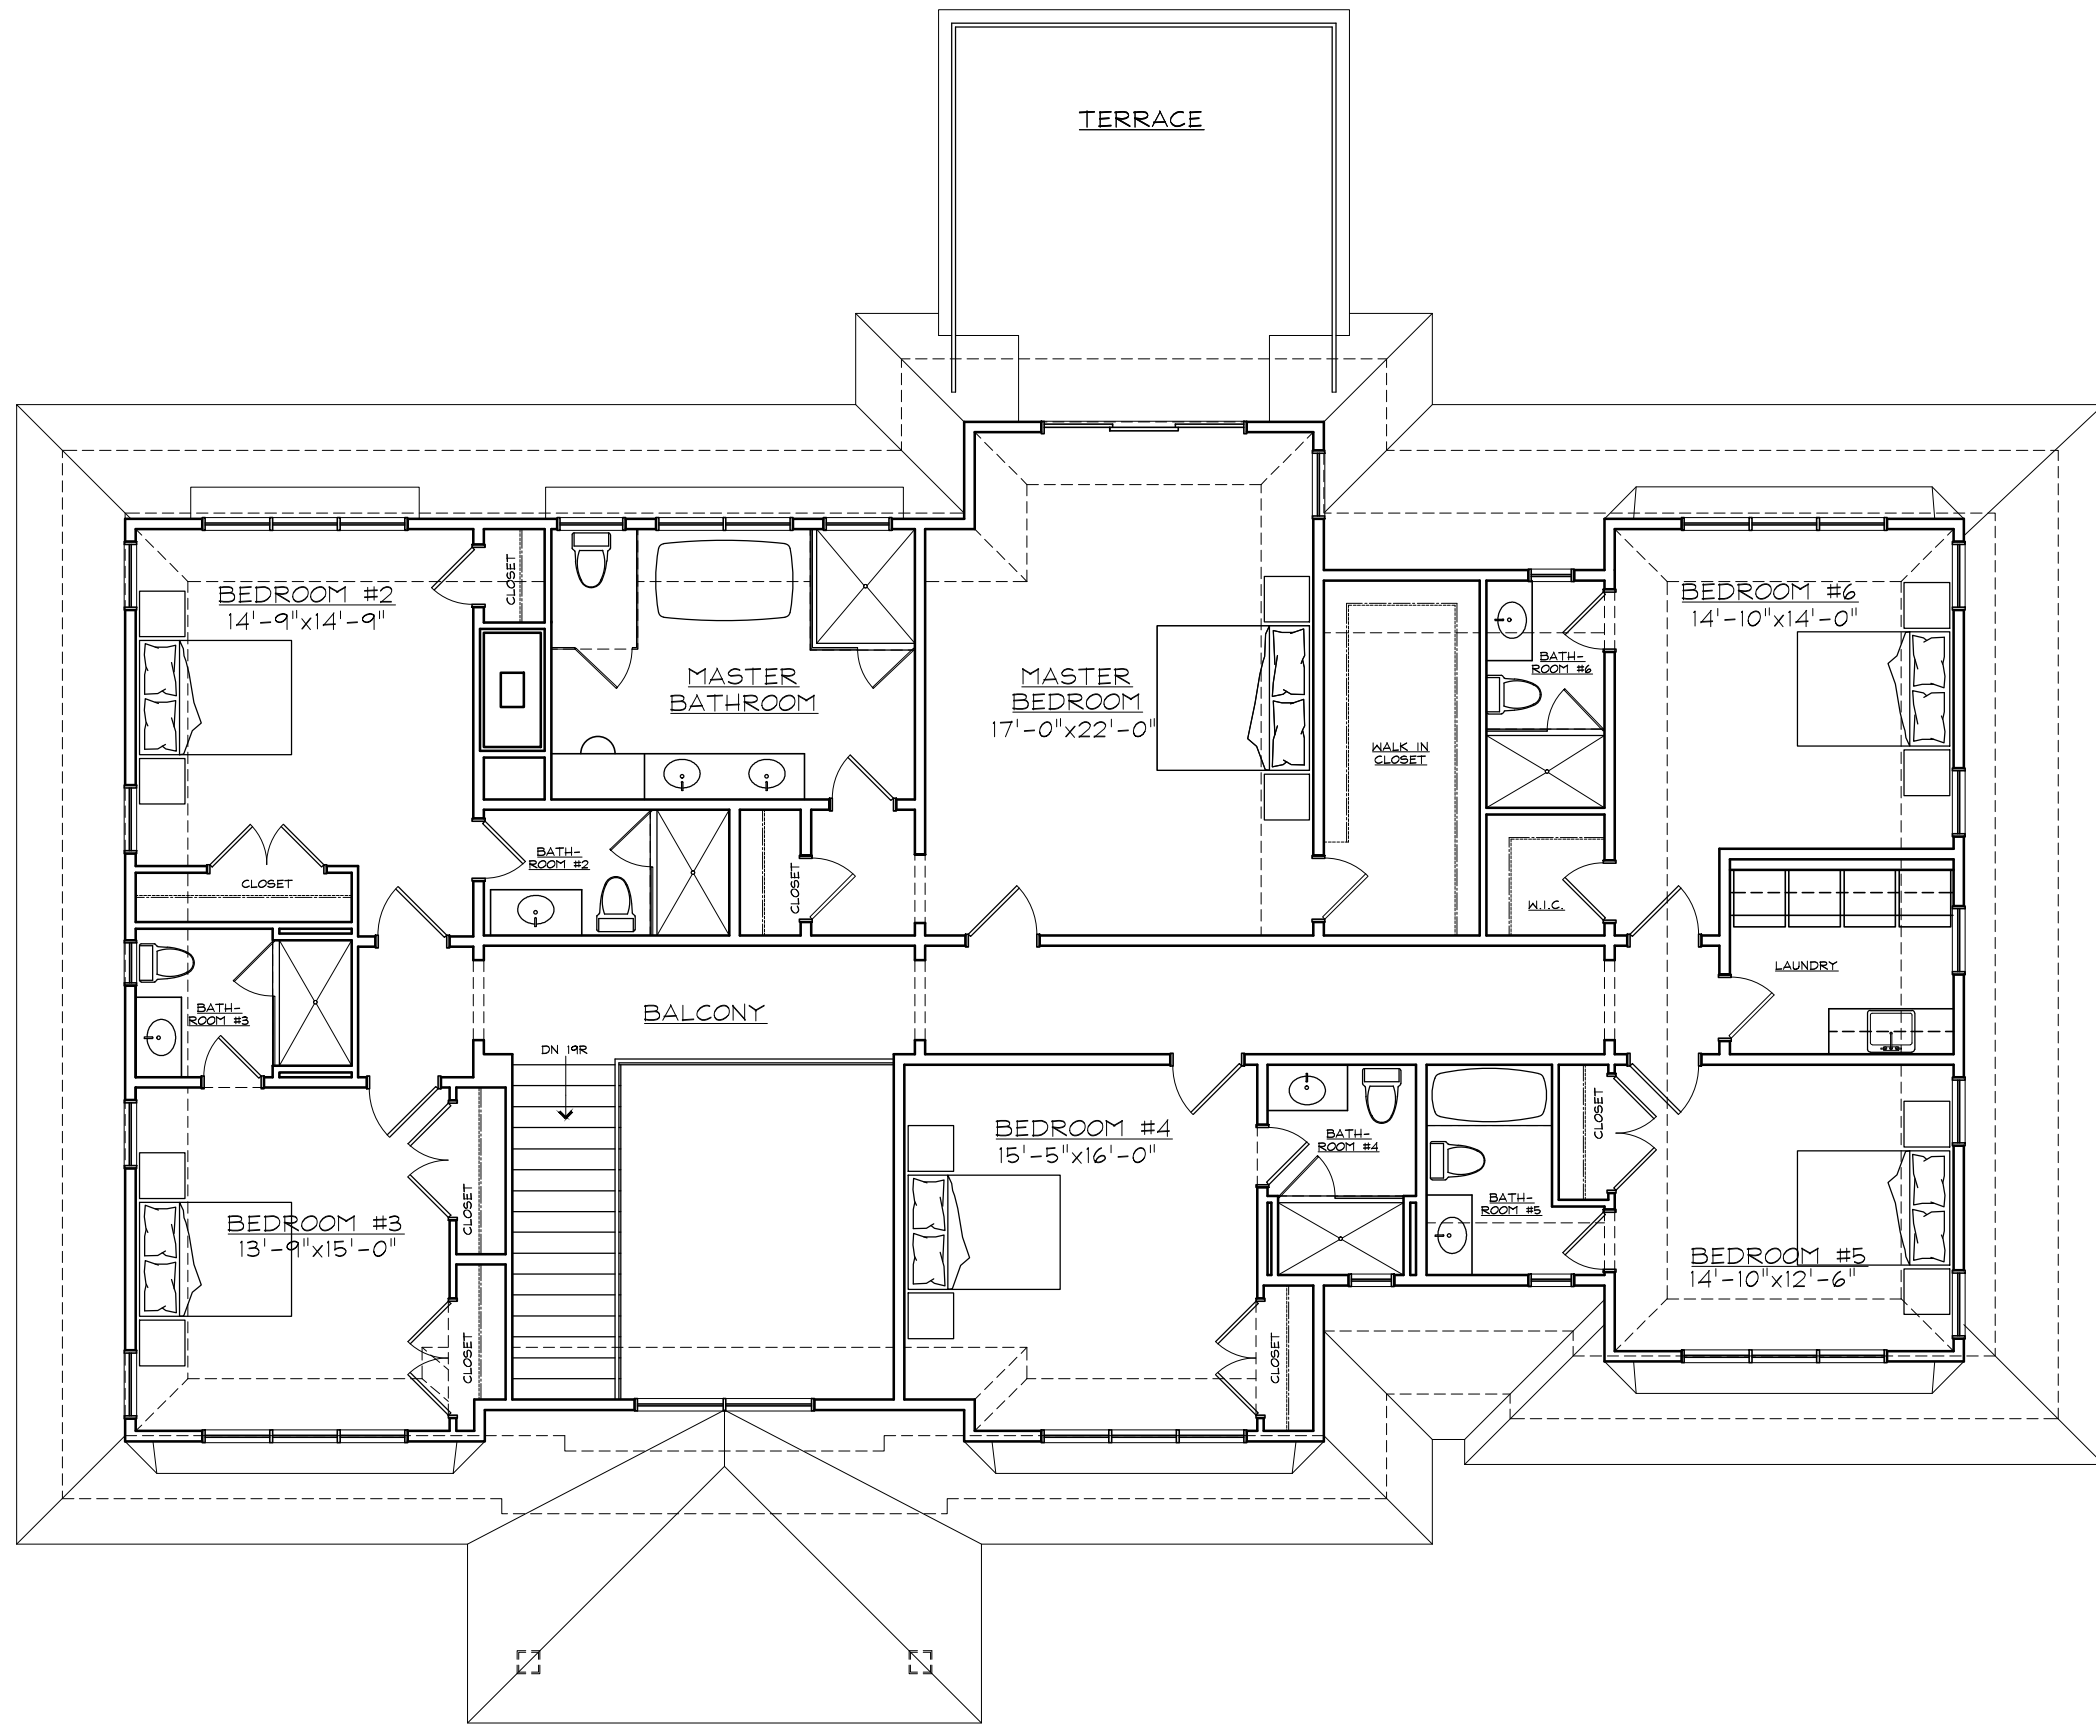 TERRACE
BEDROOM #2
14'-9"x14'-9"
CLOSET
MASTER
BATHROOM
MASTER
BEDROOM
17'-0"x22'-0"
WALK IN
CLOSET
BATH-
ROOM #6
BEDROOM #6
14'-10"x14'-0"
CLOSET
BATH-
ROOM #2
CLOSET
W.I.C.
LAUNDRY
BATH-
ROOM #3
BALCONY
DN 19R
BEDROOM #3
13'-9"x15'-0"
CLOSET
CLOSET
BEDROOM #4
15'-5"x16'-0"
BATH-
ROOM #4
CLOSET
BATH-
ROOM #5
CLOSET
BEDROOM #5
14'-10"x12'-6"